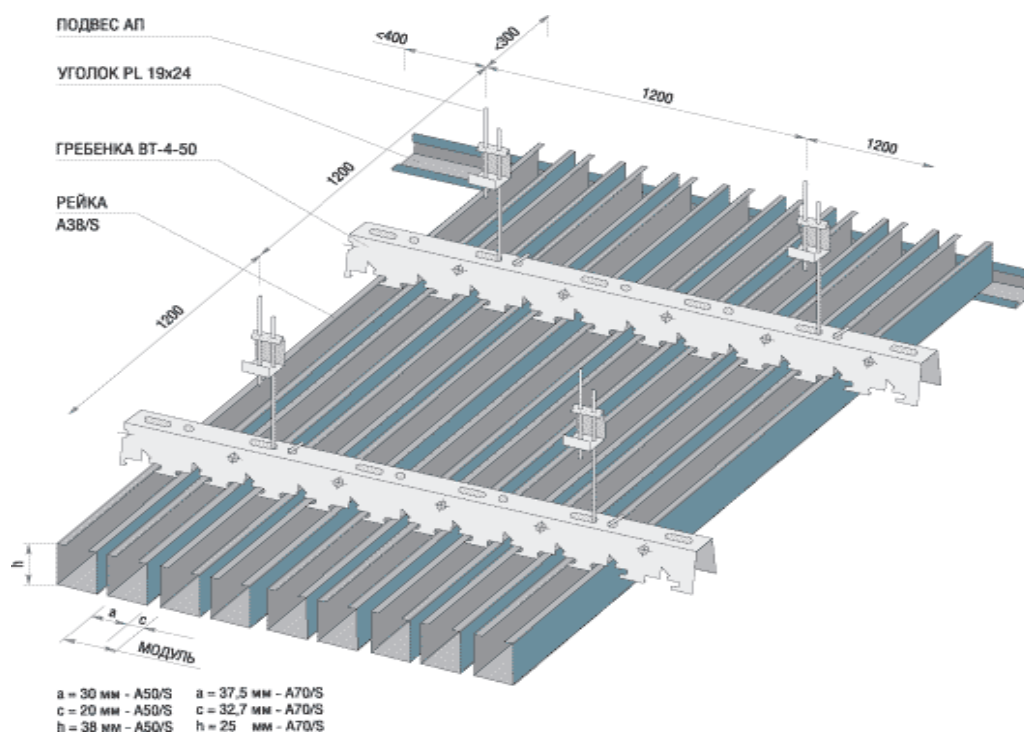 ПОДВЕС АП
<400
<300
УГОЛОК PL 19x24
1200
1200
ГРЕБЕНКА ВТ-4-50
1200
РЕЙКА
А38/S
1200
h
a
c
МОДУЛЬ
a = 30 мм - A50/S a = 37,5 мм - A70/S
c = 20 мм - A50/S c = 32,7 мм - A70/S
h = 38 мм - A50/S h = 25 мм - A70/S